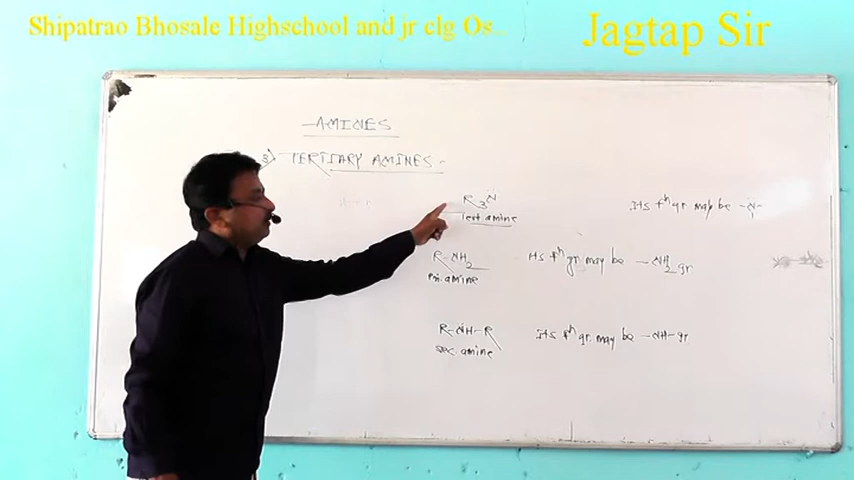 Shipatrao Bhosale Highschool and jr clg Os..
Jagtap Sir
-AMINES
3) TERTIARY AMINES -
R3N
Tert amine
Its fⁿ gr. may be -N-
R-NH2
Pri. amine
Its fⁿ gr may be -NH2 gr
R-NH-R
sec. amine
Its fⁿ gr. may be -NH- gr